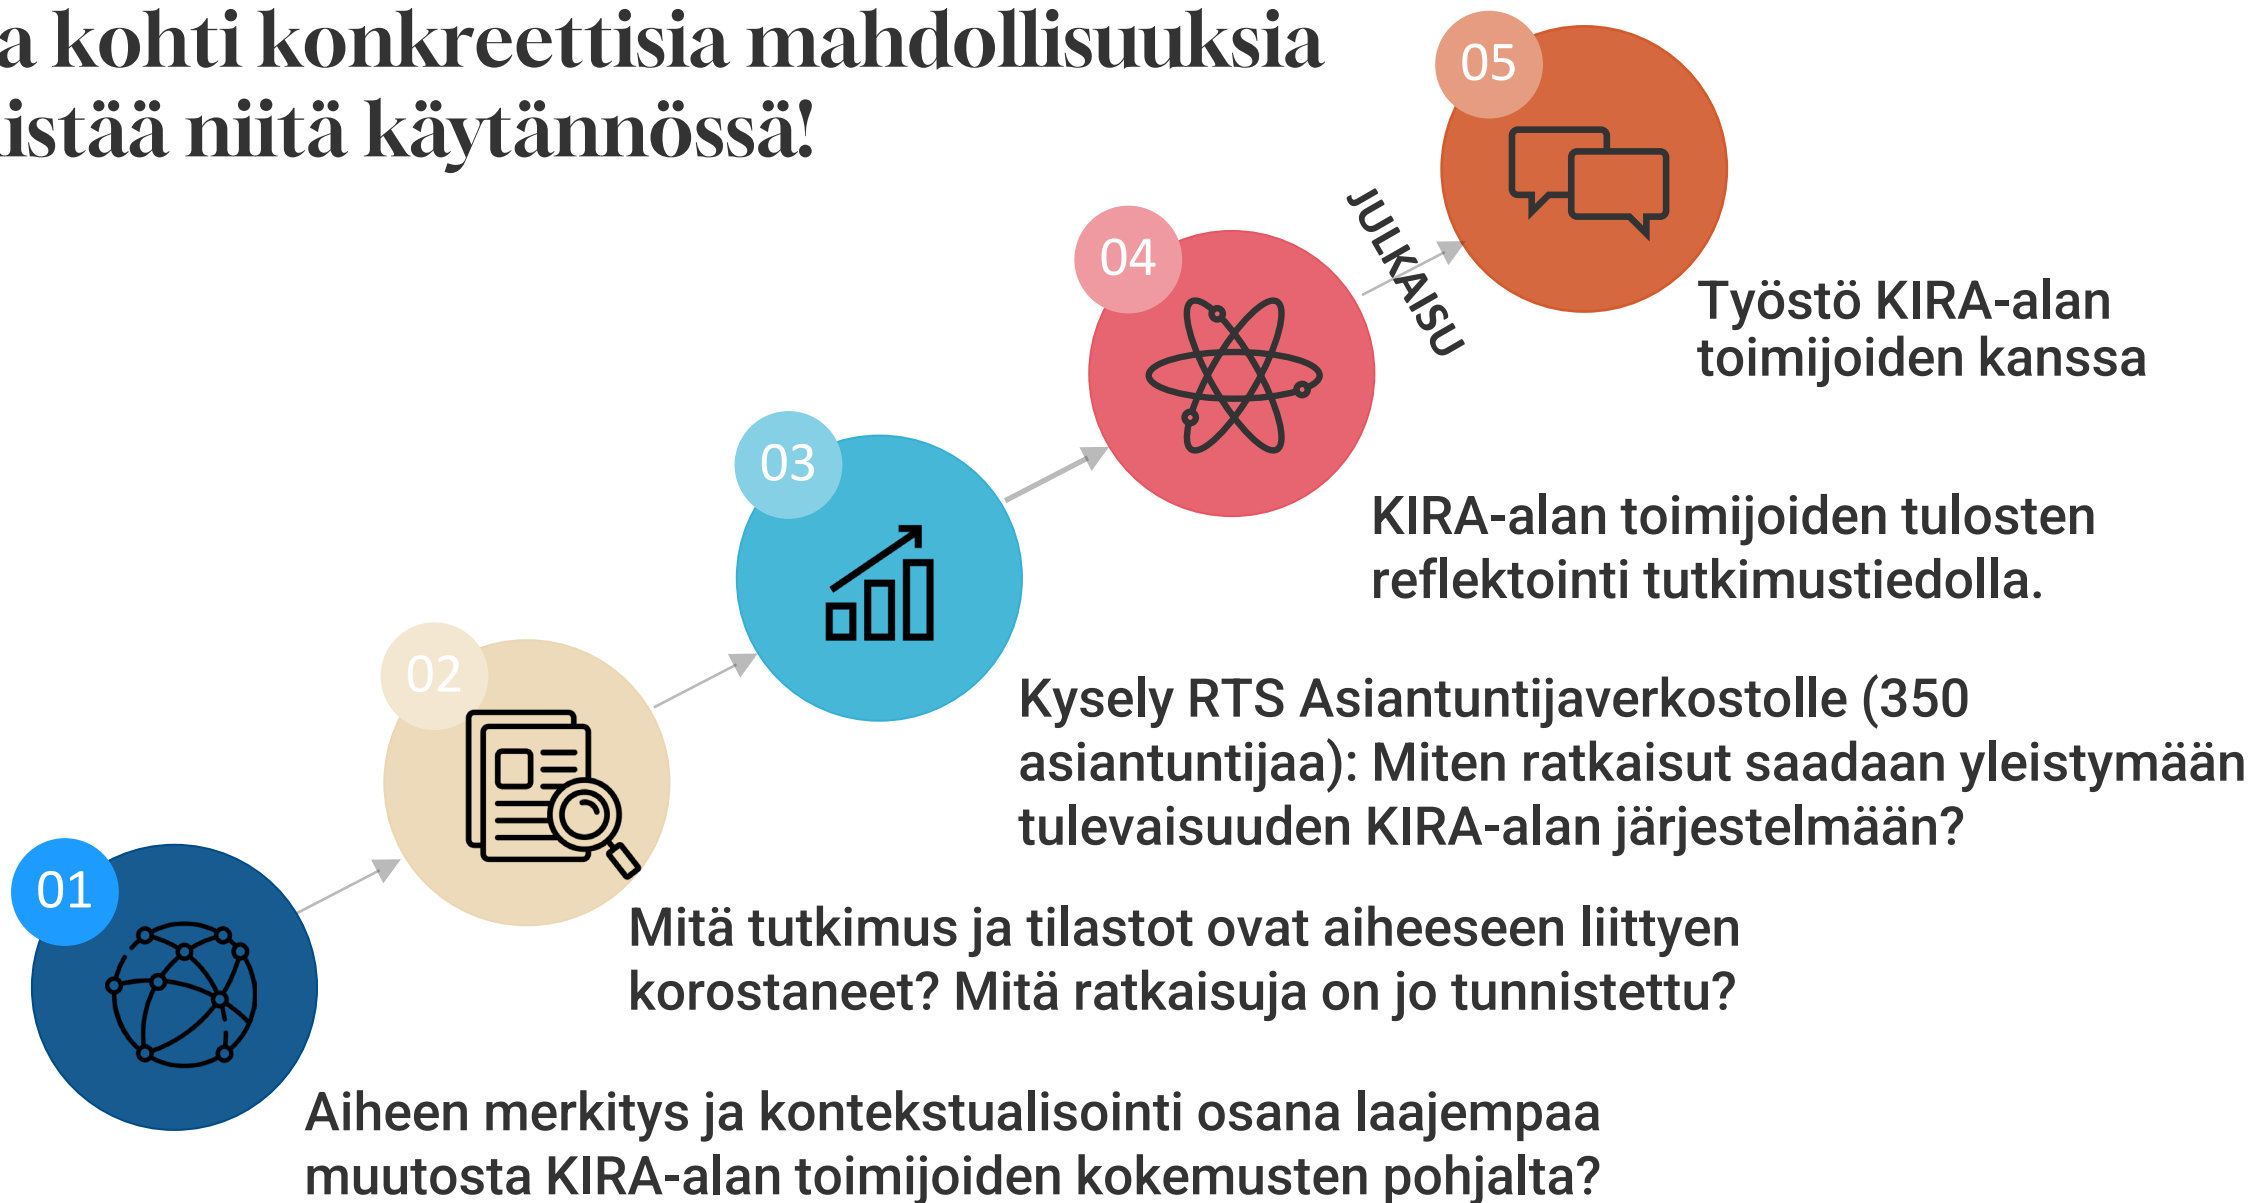 a kohti konkreettisia mahdollisuuksia
istää niitä käytännössä!
05
JULKAISU
Työstö KIRA-alan
toimijoiden kanssa
04
KIRA-alan toimijoiden tulosten
reflektointi tutkimustiedolla.
03
Kysely RTS Asiantuntijaverkostolle (350
asiantuntijaa): Miten ratkaisut saadaan yleistymään
tulevaisuuden KIRA-alan järjestelmään?
02
Mitä tutkimus ja tilastot ovat aiheeseen liittyen
korostaneet? Mitä ratkaisuja on jo tunnistettu?
01
Aiheen merkitys ja kontekstualisointi osana laajempaa
muutosta KIRA-alan toimijoiden kokemusten pohjalta?